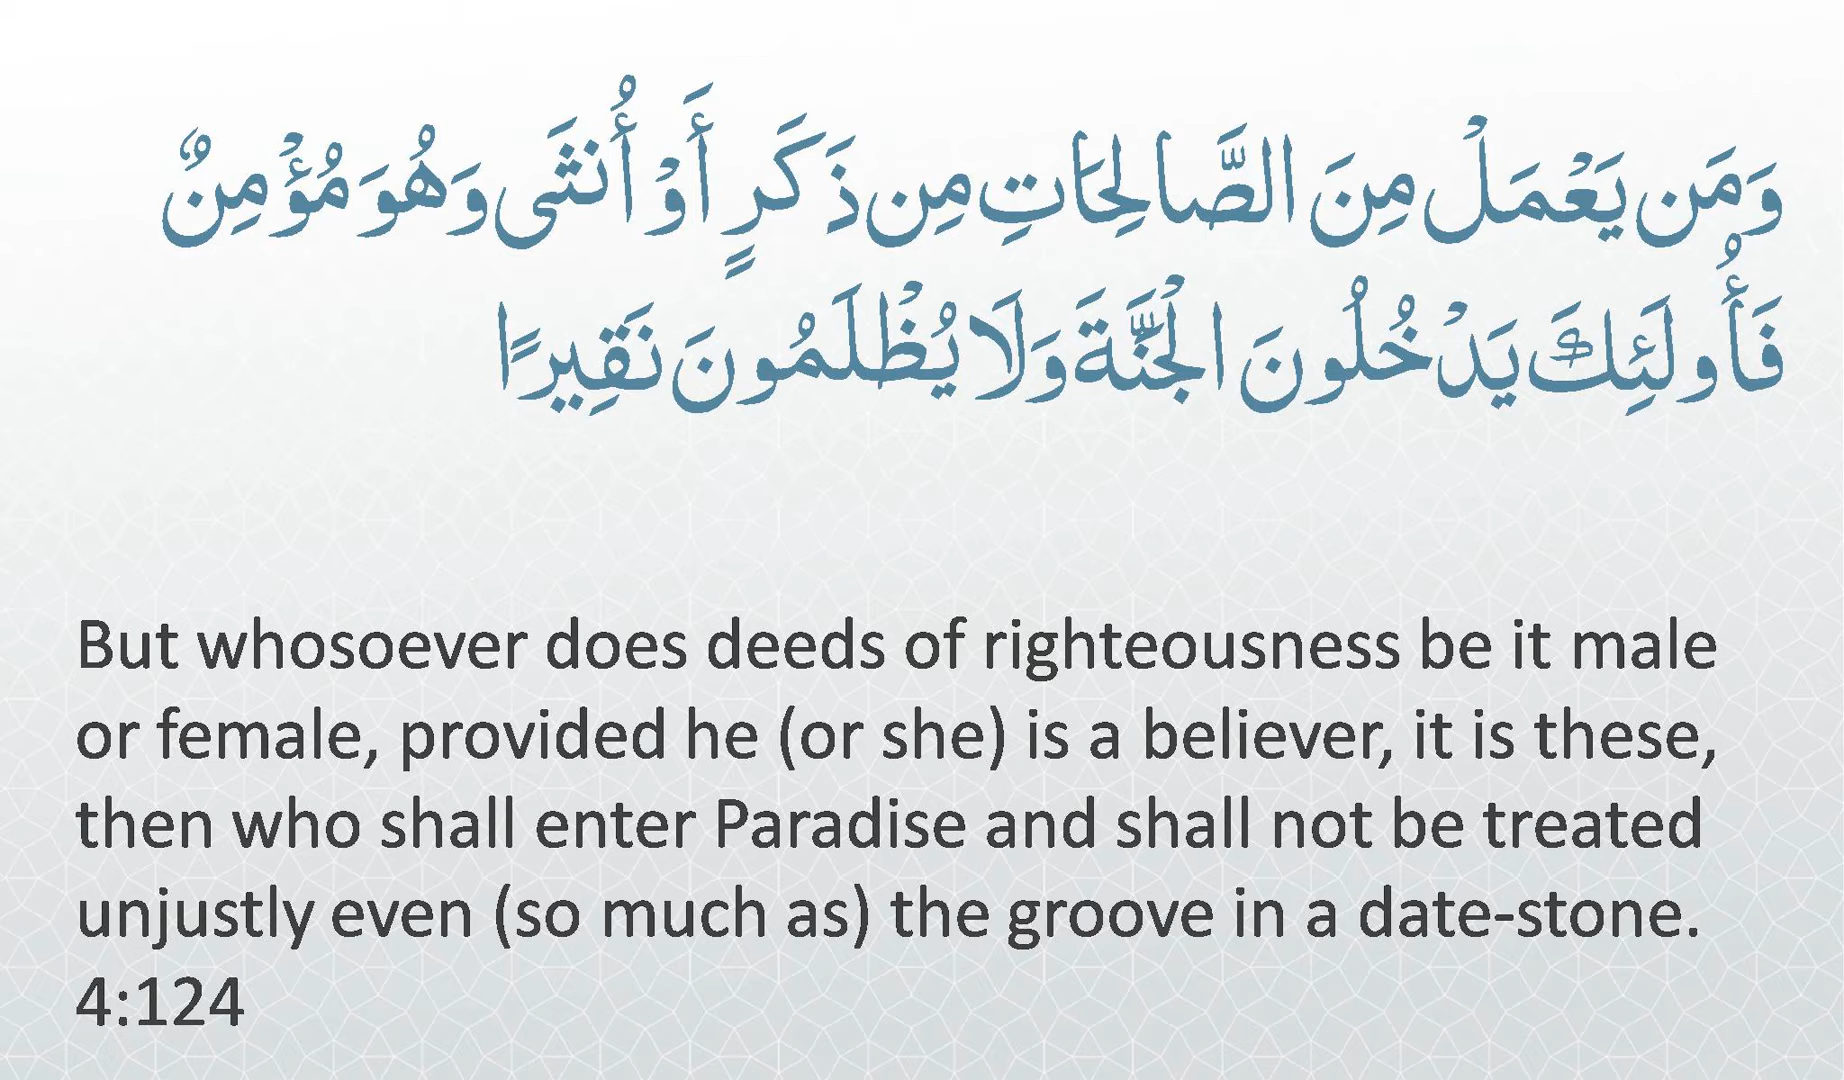 وَمَن يَعْمَلْ مِنَ الصَّالِحَاتِ مِن ذَكَرٍ أَوْ أُنثَى وَهُوَ مُؤْمِنٌ
فَأُولَئِكَ يَدْخُلُونَ الْجَنَّةَ وَلَا يُظْلَمُونَ نَقِيرًا
But whosoever does deeds of righteousness be it male
or female, provided he (or she) is a believer, it is these,
then who shall enter Paradise and shall not be treated
unjustly even (so much as) the groove in a date-stone.
4:124